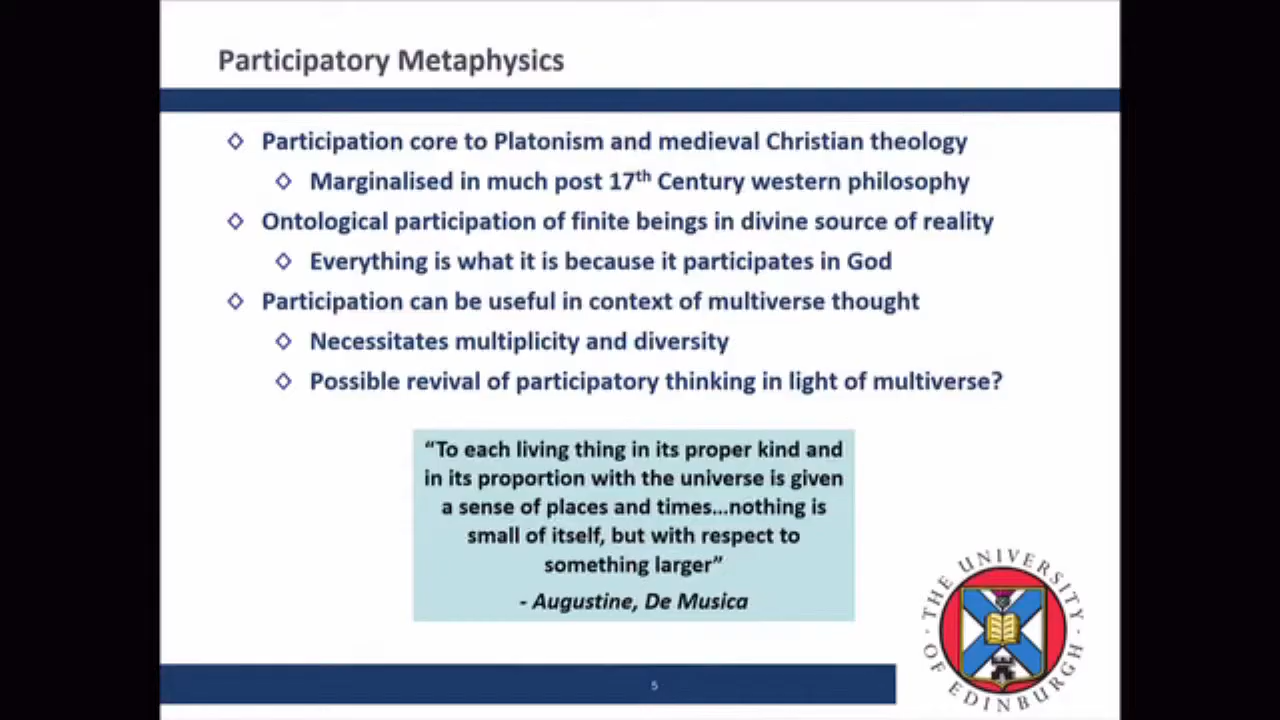 Participatory Metaphysics
Participation core to Platonism and medieval Christian theology
Marginalised in much post 17th Century western philosophy
Ontological participation of finite beings in divine source of reality
Everything is what it is because it participates in God
Participation can be useful in context of multiverse thought
Necessitates multiplicity and diversity
Possible revival of participatory thinking in light of multiverse?
“To each living thing in its proper kind and
in its proportion with the universe is given
a sense of places and times…nothing is
small of itself, but with respect to
something larger”
- Augustine, De Musica
THE UNIVERSITY
OF EDINBURGH
5